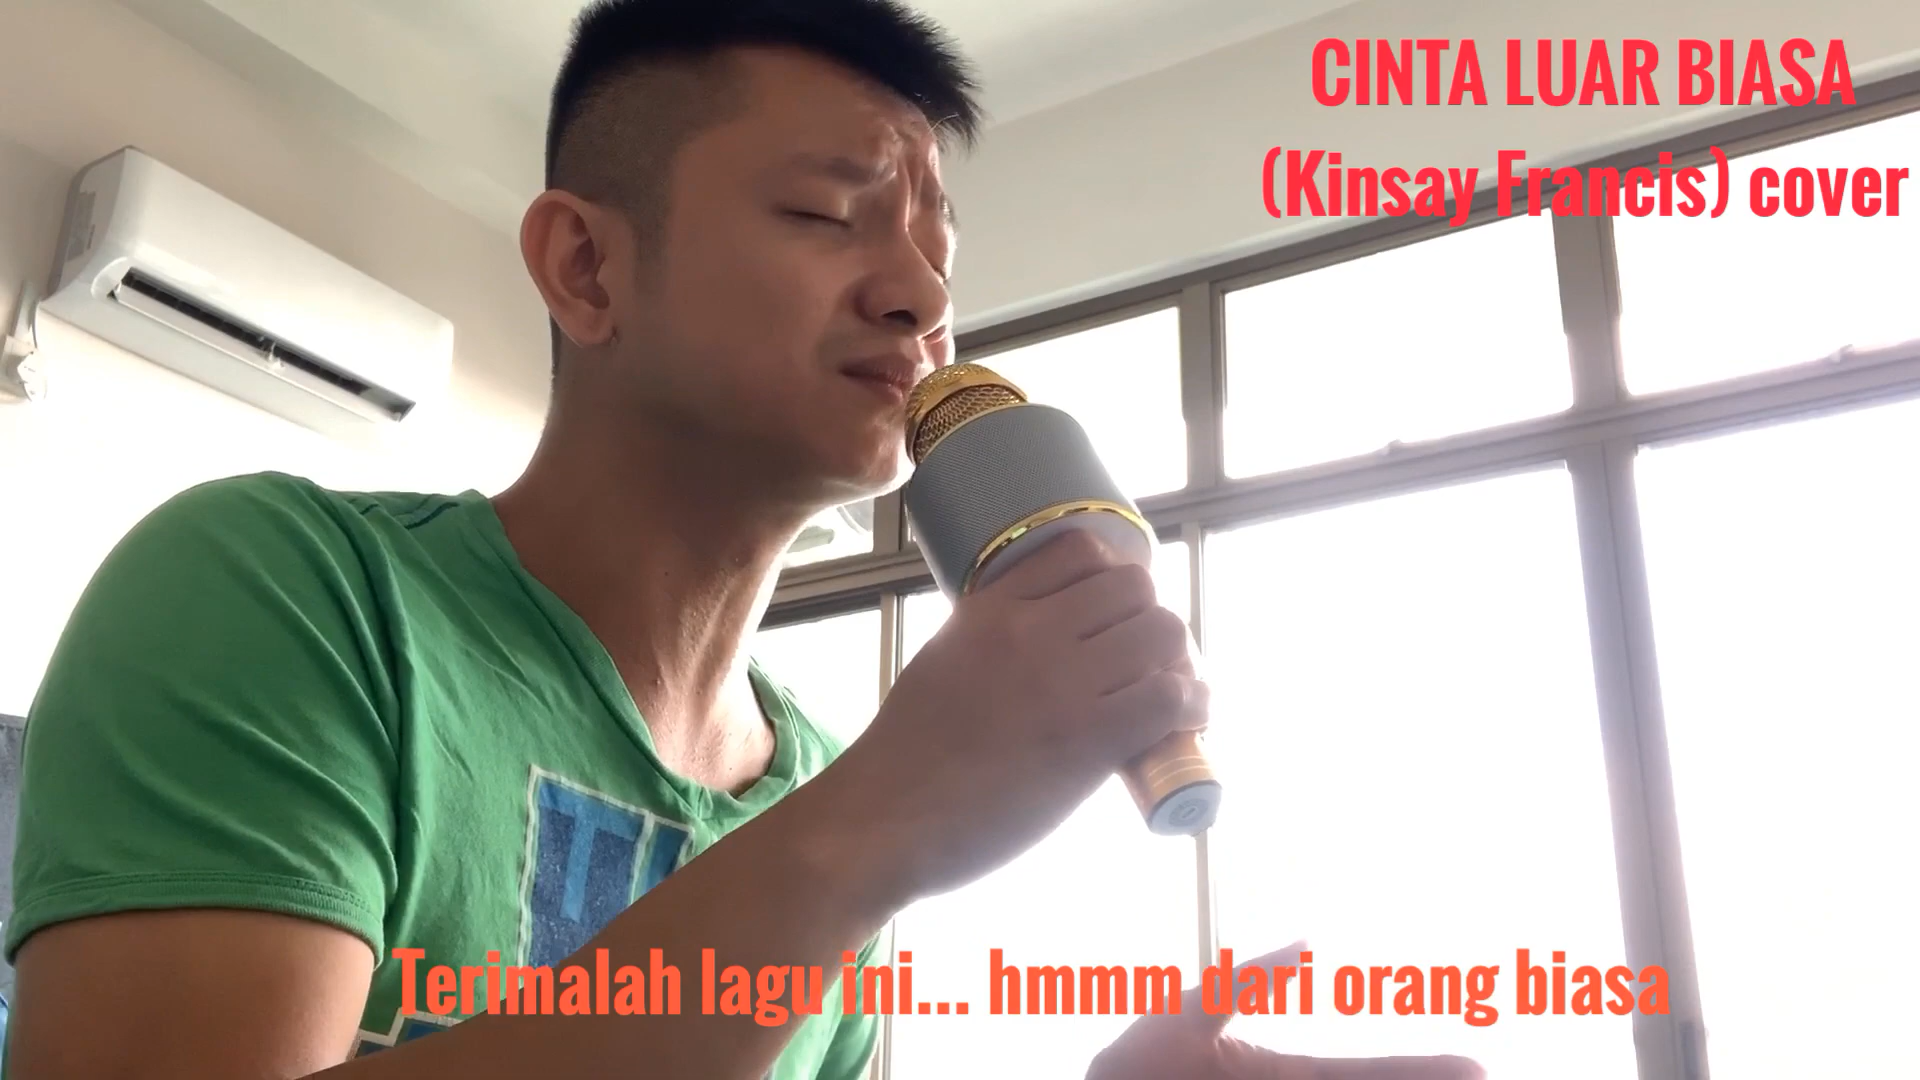 CINTA LUAR BIASA
(Kinsay Francis) cover
Terimalah lagu ini... hmmm dari orang biasa